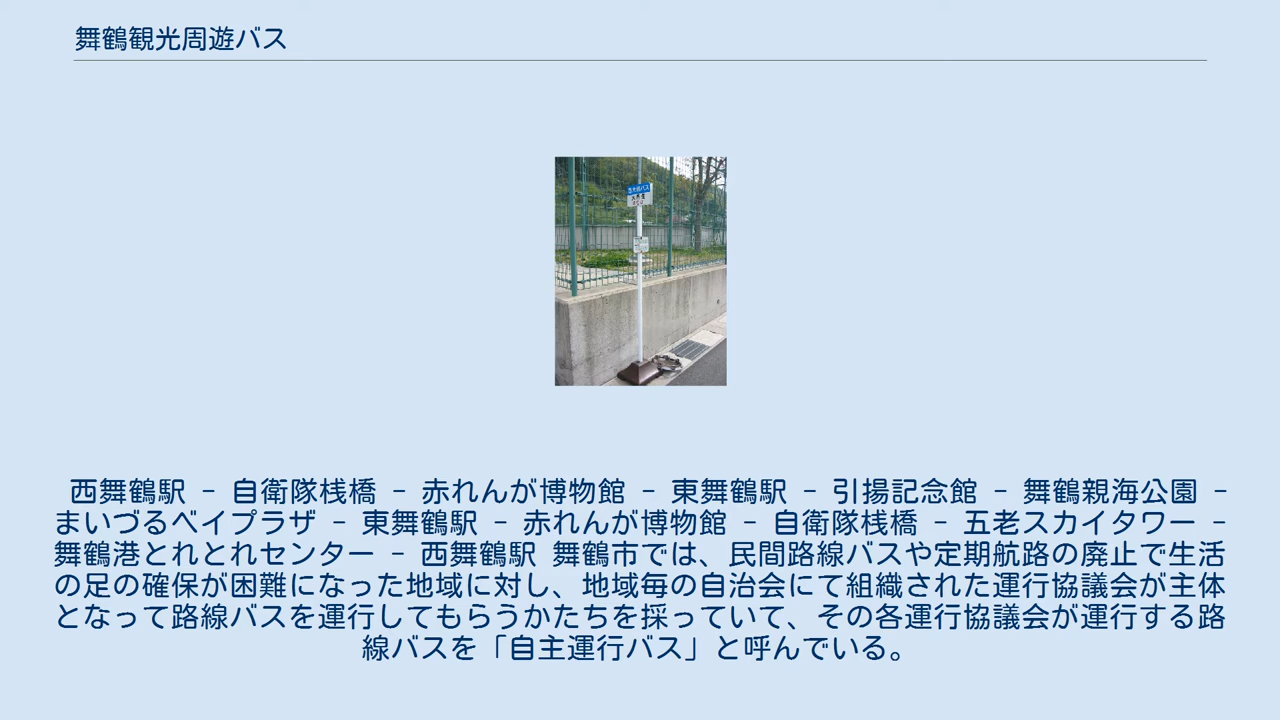 舞鶴観光周遊バス
西舞鶴駅 - 自衛隊桟橋 - 赤れんが博物館 - 東舞鶴駅 - 引揚記念館 - 舞鶴親海公園 -
まいづるベイプラザ - 東舞鶴駅 - 赤れんが博物館 - 自衛隊桟橋 - 五老スカイタワー -
舞鶴港とれとれセンター - 西舞鶴駅 舞鶴市では、民間路線バスや定期航路の廃止で生活
の足の確保が困難になった地域に対し、地域毎の自治会にて組織された運行協議会が主体
となって路線バスを運行してもらうかたちを採っていて、その各運行協議会が運行する路
線バスを「自主運行バス」と呼んでいる。